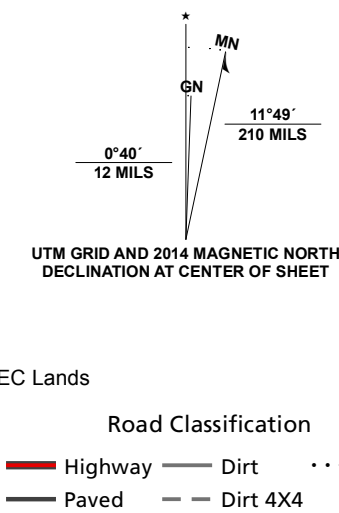 MN
GN
11°49´
210 MILS
0°40´
12 MILS
UTM GRID AND 2014 MAGNETIC NORTH
DECLINATION AT CENTER OF SHEET
EC Lands
Road Classification
Highway Dirt
Paved Dirt 4X4